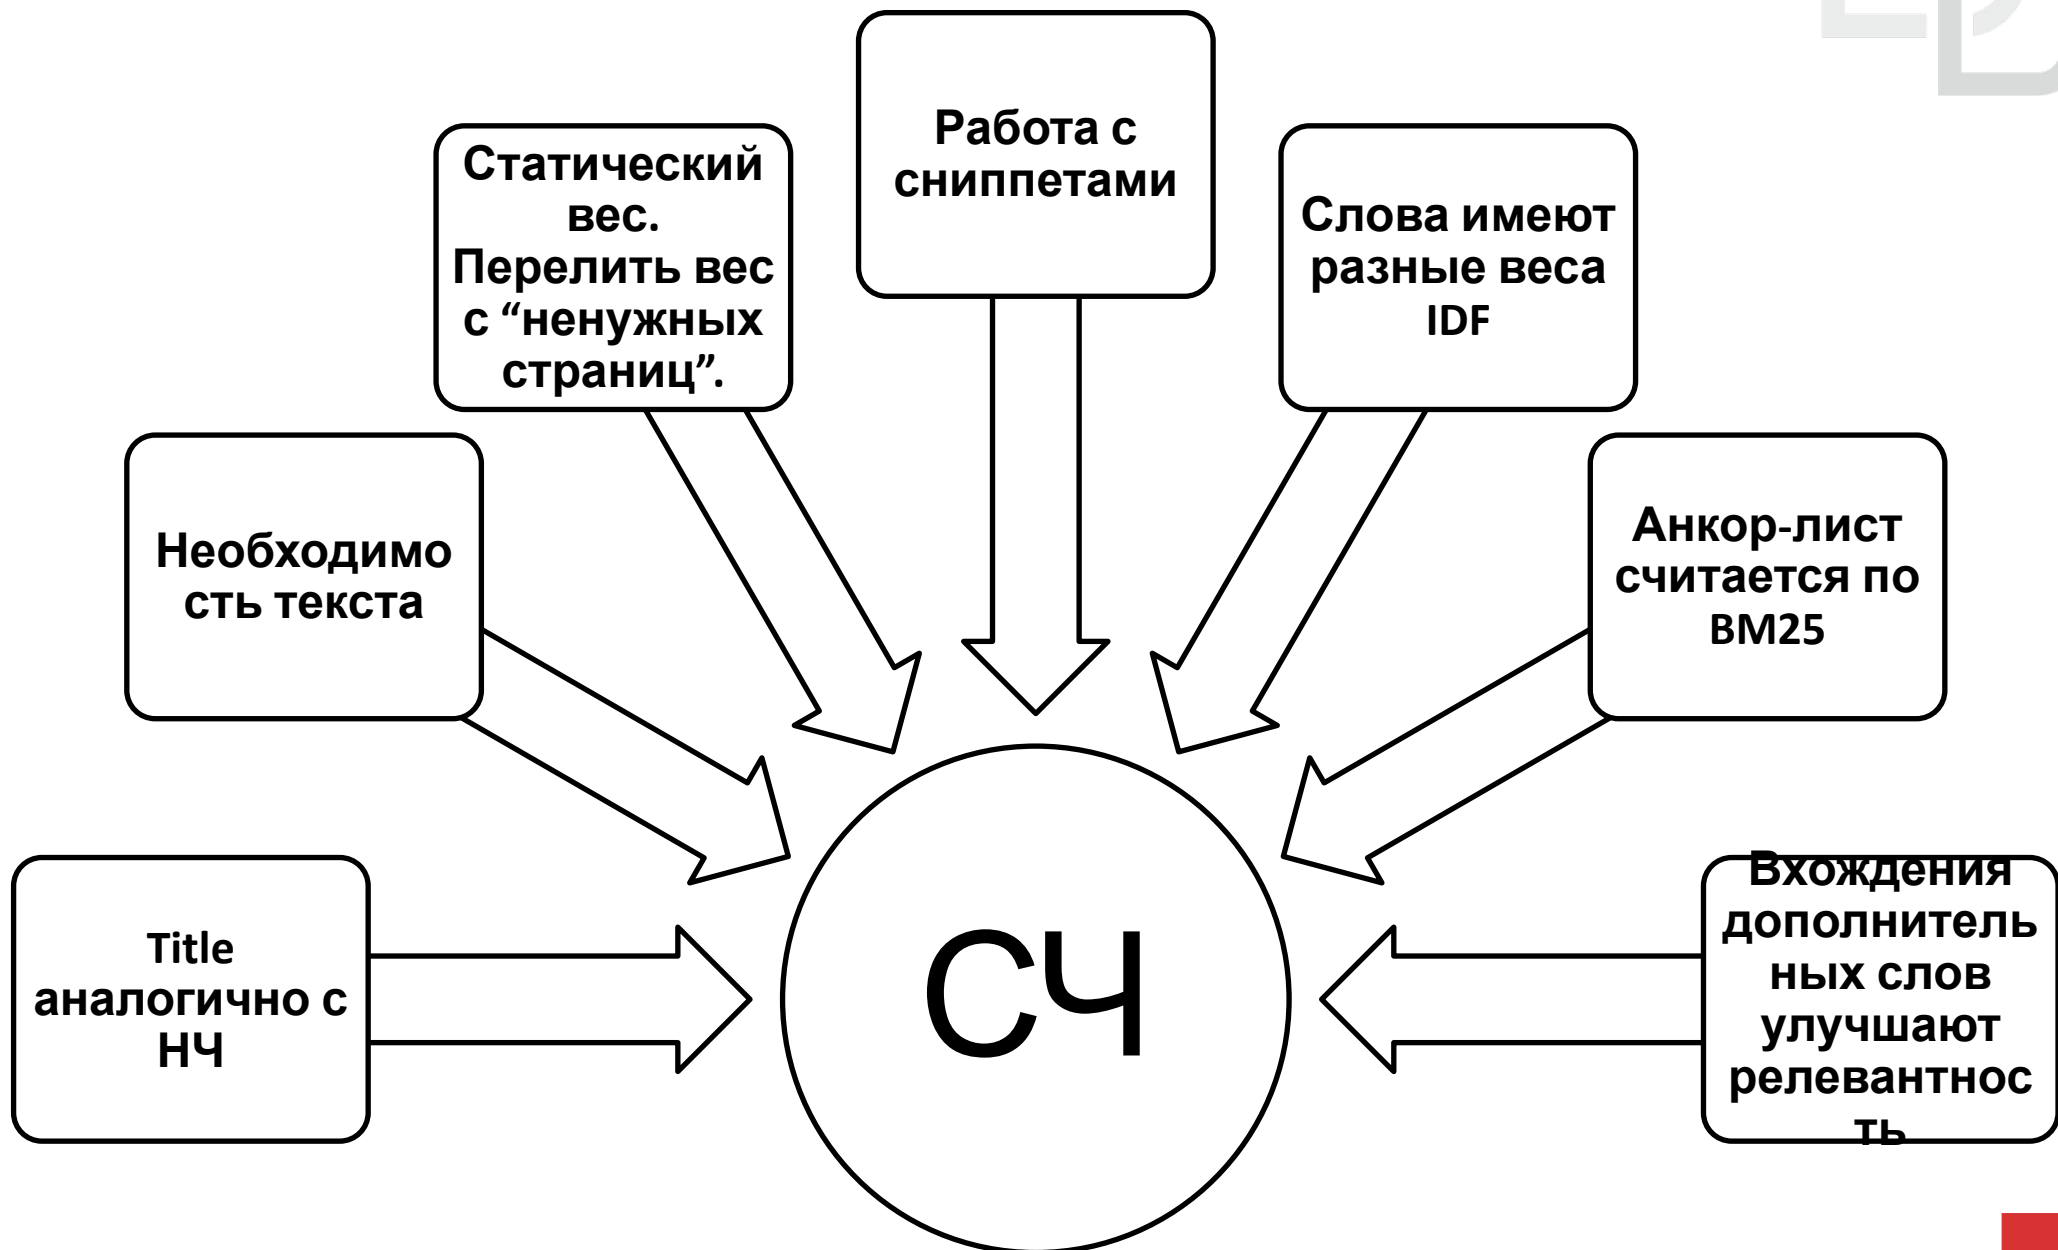 Работа с
сниппетами
Статический
вес.
Перелить вес
с “ненужных
страниц”.
Слова имеют
разные веса
IDF
Необходимо
сть текста
Анкор-лист
считается по
BM25
Title
аналогично с
НЧ
СЧ
Вхождения
дополнитель
ных слов
улучшают
релевантнос
ть